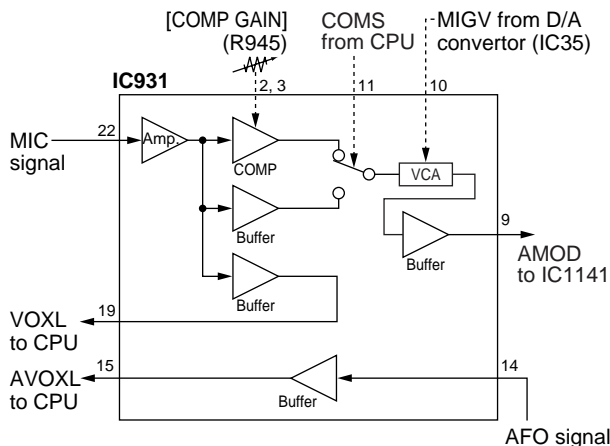 [COMP GAIN]
(R945)
COMS
from CPU
MIGV from D/A
convertor (IC35)
IC931
2, 3
11
10
MIC
signal
22
Amp.
COMP
VCA
Buffer
9
Buffer
AMOD
to IC1141
Buffer
VOXL
to CPU
19
AVOXL
to CPU
15
14
Buffer
AFO signal